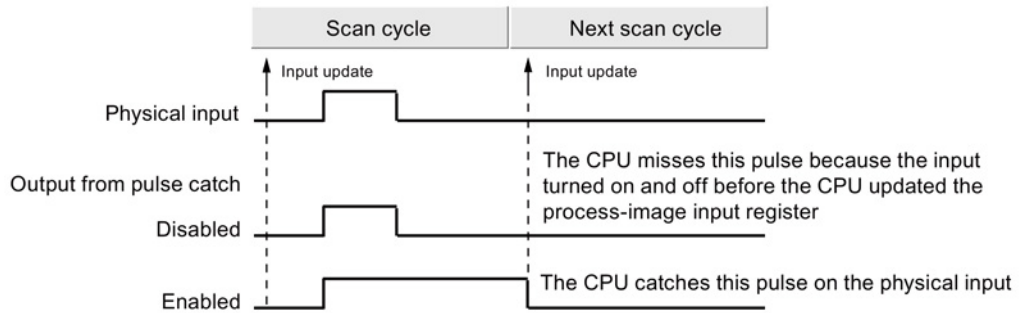 Scan cycle
Next scan cycle
Input update
Input update
Physical input
Output from pulse catch
The CPU misses this pulse because the input
turned on and off before the CPU updated the
process-image input register
Disabled
The CPU catches this pulse on the physical input
Enabled